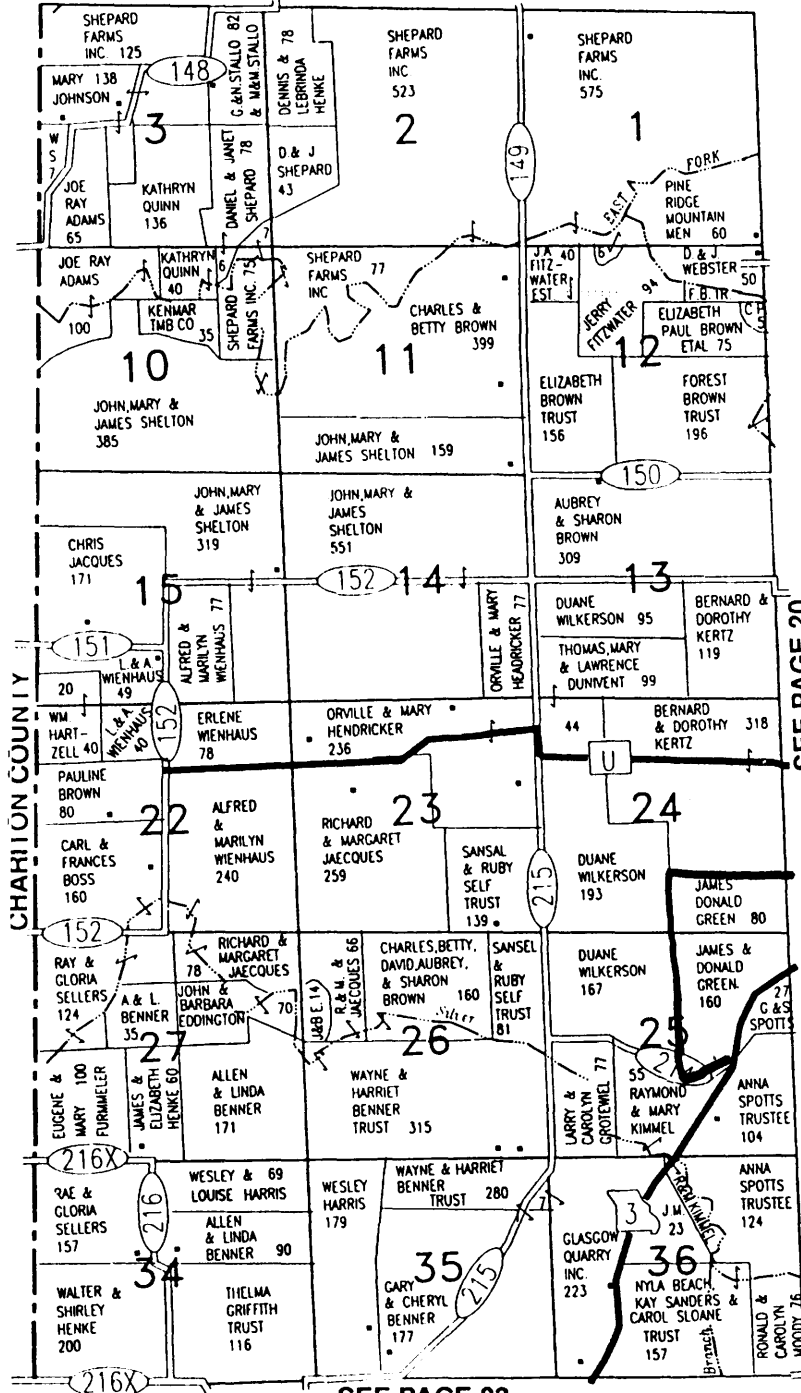 SHEPARD
FARMS
INC. 125
148
G.&N.STALLO 82
& M&M STALLO
DENNIS & 78
LEBRINDA
HENKE
SHEPARD
FARMS
INC
523
SHEPARD
FARMS
INC.
575
MARY 138
JOHNSON
3
2
1
W
S
7
JOE
RAY
ADAMS
65
KATHRYN
QUINN
136
DANIEL & JANET
SHEPARD 78
D.& J
SHEPARD
43
149
EAST FORK
PINE
RIDGE
MOUNTAIN
MEN 60
JOE RAY
ADAMS
100
KATHRYN
QUINN
40
7
6
7
KENMAR
TMB CO
35
SHEPARD
FARMS INC. 75
SHEPARD 77
FARMS
INC
CHARLES &
BETTY BROWN
399
J.A. 40
FITZ-
WATER
EST
6
JERRY
FITZWATER 94
D.& J
WEBSTER
50
F.B.TR.
ELIZABETH
PAUL BROWN
ETAL 75
C P
5
10
11
12
JOHN,MARY &
JAMES SHELTON
385
ELIZABETH
BROWN
TRUST
156
FOREST
BROWN
TRUST
196
JOHN,MARY &
JAMES SHELTON 159
150
JOHN,MARY
& JAMES
SHELTON
319
JOHN,MARY &
JAMES
SHELTON
551
AUBREY
& SHARON
BROWN
309
CHRIS
JACQUES
171
15
152
14
13
151
ALFRED &
MARILYN
WIENHAUS 77
ORVILLE & MARY
HEADRICKER 77
DUANE
WILKERSON 95
BERNARD &
DOROTHY
KERTZ
119
THOMAS,MARY
& LAWRENCE
DUNIVENT 99
20
L.& A.
WIENHAUS
49
SEE PAGE 20
CHARITON COUNTY
WM
HART-
ZELL 40
L & A
WIENHAUS
40
152
ERLENE
WIENHAUS
78
ORVILLE & MARY
HENDRICKER
236
44
BERNARD
& DOROTHY 318
KERTZ
U
PAULINE
BROWN
80
22
23
24
CARL &
FRANCES
BOSS
160
ALFRED
&
MARILYN
WIENHAUS
240
RICHARD
& MARGARET
JAECQUES
259
SANSAL
& RUBY
SELF
TRUST
139
215
DUANE
WILKERSON
193
JAMES
DONALD
GREEN 80
152
RAY &
GLORIA
SELLERS
124
78
RICHARD &
MARGARET
JAECQUES
A & L.
BENNER
35
JOHN &
BARBARA
EDDINGTON
70
J&B E.14
R.& M.
JAECQUES 66
CHARLES,BETTY,
DAVID,AUBREY,
& SHARON
BROWN 160
Silver
SANSEL
&
RUBY
SELF
TRUST
81
DUANE
WILKERSON
167
JAMES &
DONALD
GREEN.
160
27
G & S
SPOTTS
27
26
25
EUGENE &
MARY 100
FURMMELER
JAMES &
ELIZABETH
HENKE 60
ALLEN
& LINDA
BENNER
171
WAYNE &
HARRIET
BENNER
TRUST 315
LARRY &
CAROLYN
GROTEWIEL 77
55
RAYMOND
& MARY
KIMMEL
ANNA
SPOTTS
TRUSTEE
104
216X
RAE &
GLORIA
SELLERS
157
216
WESLEY & 69
LOUISE HARRIS
ALLEN
& LINDA
BENNER 90
WESLEY
HARRIS
179
WAYNE & HARRIET
BENNER
TRUST 280
7
3
R&M KIMMEL
J.M.
23
ANNA
SPOTTS
TRUSTEE
124
GLASGOW
QUARRY
INC.
223
34
35
36
WALTER &
SHIRLEY
HENKE
200
THELMA
GRIFFITH
TRUST
116
GARY
& CHERYL
BENNER
177
215
NYLA BEACH,
KAY SANDERS &
CAROL SLOANE
TRUST
157
Branch
RONALD &
CAROLYN
MOODY 76
216X